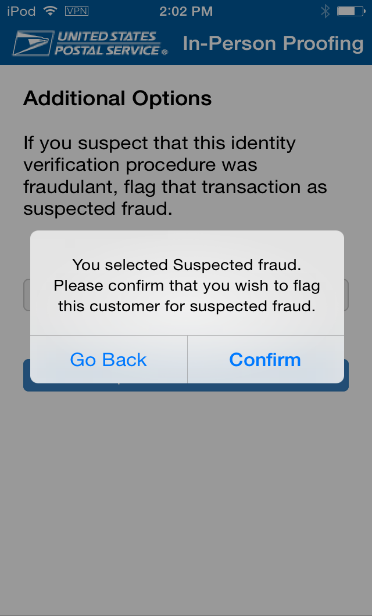 iPod VPN 2:02 PM
UNITED STATES
POSTAL SERVICE®
In-Person Proofing
Additional Options
If you suspect that this identity
verification procedure was
fraudulant, flag that transaction as
suspected fraud.
You selected Suspected fraud.
Please confirm that you wish to flag
this customer for suspected fraud.
Go Back
Confirm